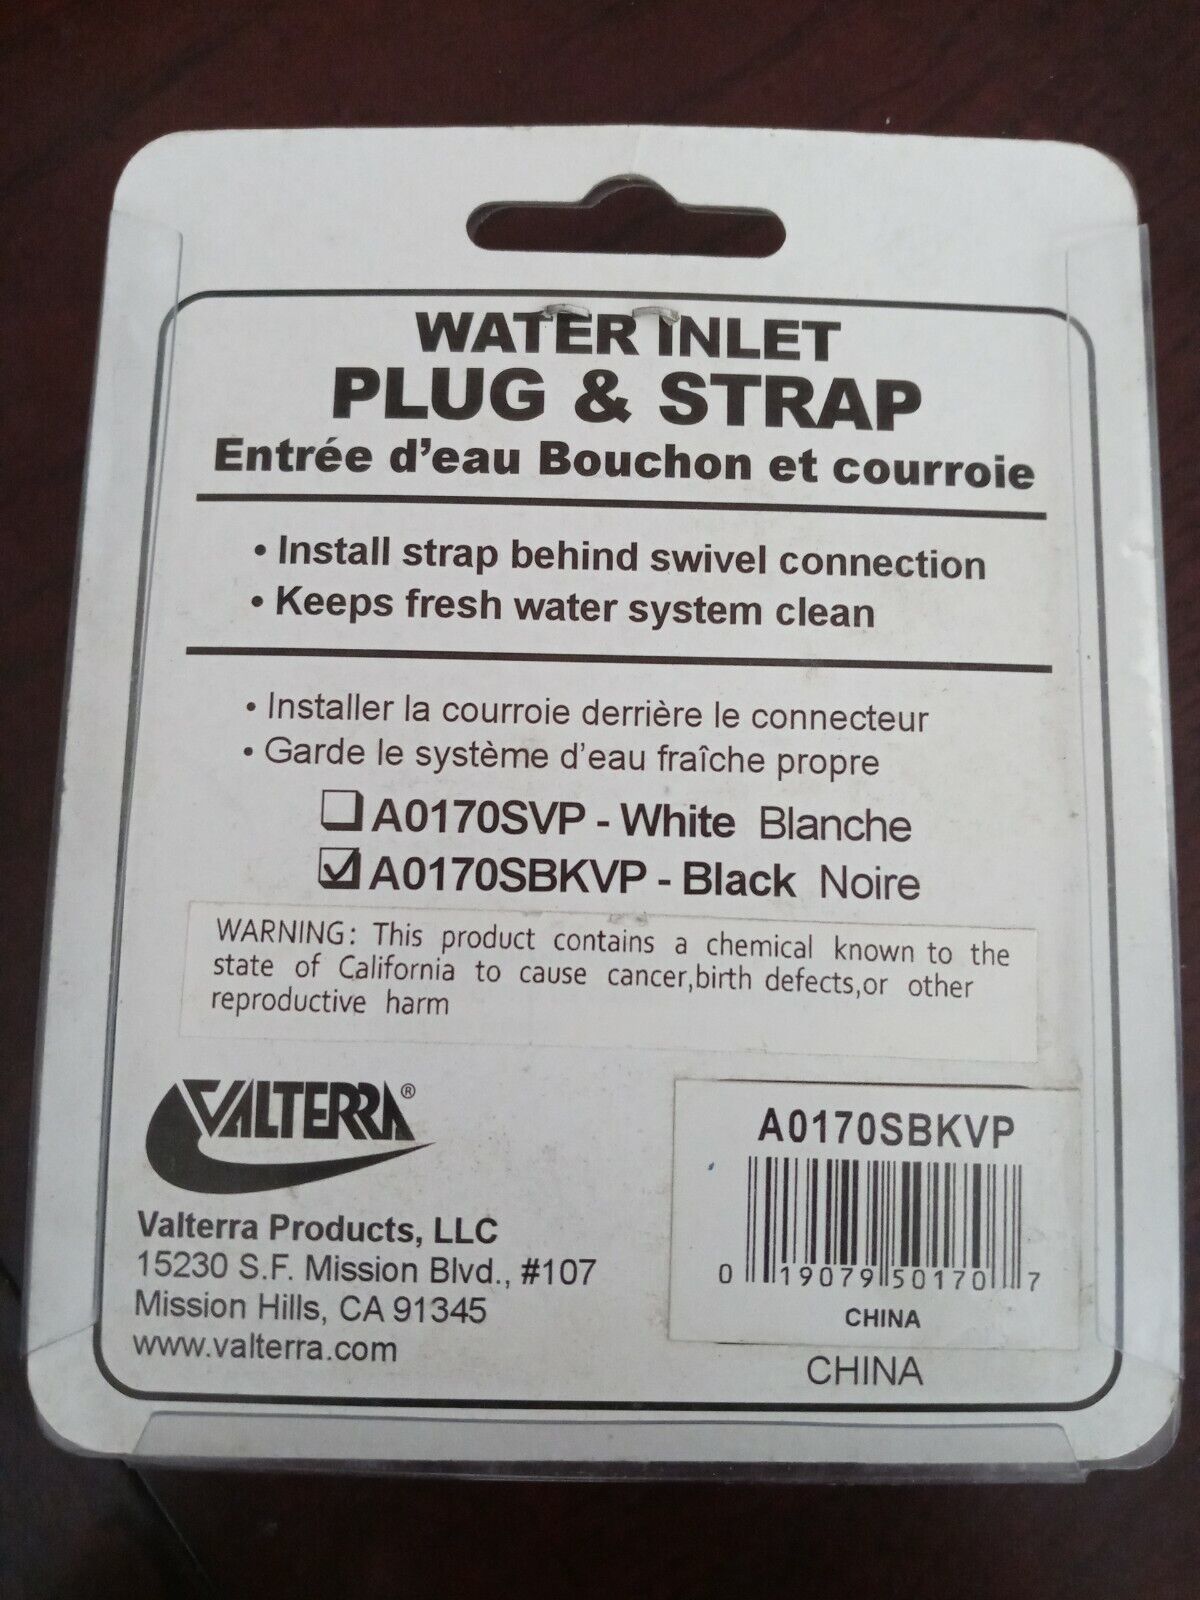 WATER INLET
PLUG & STRAP
Entrée d'eau Bouchon et courroie
• Install strap behind swivel connection
• Keeps fresh water system clean
• Installer la courroie derrière le connecteur
• Garde le système d'eau fraîche propre
☐ A0170SVP - White Blanche
☑ A0170SBKVP - Black Noire
WARNING: This product contains a chemical known to the
state of California to cause cancer,birth defects,or other
reproductive harm
VALTERRA®
Valterra Products, LLC
15230 S.F. Mission Blvd., #107
Mission Hills, CA 91345
www.valterra.com
A0170SBKVP
0 19079 50170 7
CHINA
CHINA